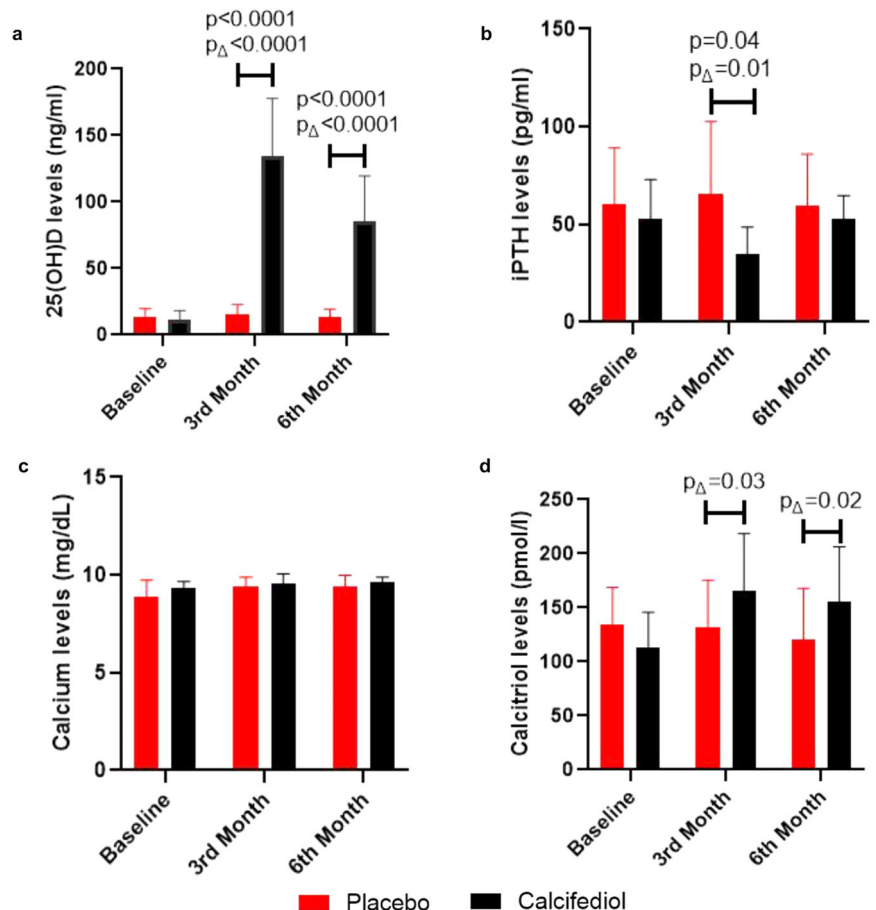 a
p<0.0001
pΔ<0.0001
p<0.0001
pΔ<0.0001
25(OH)D levels (ng/ml)
200
150
100
50
0
Baseline
3rd Month
6th Month
b
p=0.04
pΔ=0.01
iPTH levels (pg/ml)
150
100
50
0
Baseline
3rd Month
6th Month
c
Calcium levels (mg/dL)
15
10
5
0
Baseline
3rd Month
6th Month
d
pΔ=0.03
pΔ=0.02
Calcitriol levels (pmol/l)
250
200
150
100
50
0
Baseline
3rd Month
6th Month
Placebo
Calcifediol